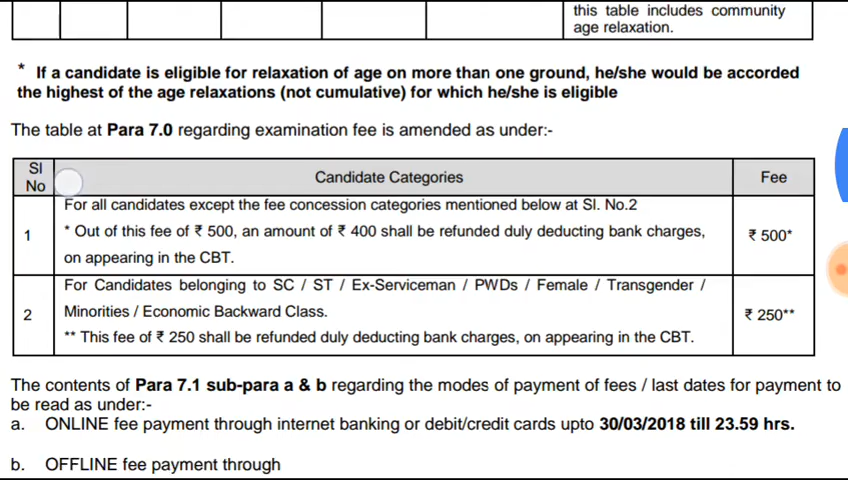 this table includes community
age relaxation.
* If a candidate is eligible for relaxation of age on more than one ground, he/she would be accorded
the highest of the age relaxations (not cumulative) for which he/she is eligible
The table at Para 7.0 regarding examination fee is amended as under:-
Sl
No
Candidate Categories
Fee
1
For all candidates except the fee concession categories mentioned below at Sl. No.2
* Out of this fee of ₹ 500, an amount of ₹ 400 shall be refunded duly deducting bank charges,
on appearing in the CBT.
₹ 500*
2
For Candidates belonging to SC / ST / Ex-Serviceman / PWDs / Female / Transgender /
Minorities / Economic Backward Class.
** This fee of ₹ 250 shall be refunded duly deducting bank charges, on appearing in the CBT.
₹ 250**
The contents of Para 7.1 sub-para a & b regarding the modes of payment of fees / last dates for payment to
be read as under:-
a. ONLINE fee payment through internet banking or debit/credit cards upto 30/03/2018 till 23.59 hrs.
b. OFFLINE fee payment through